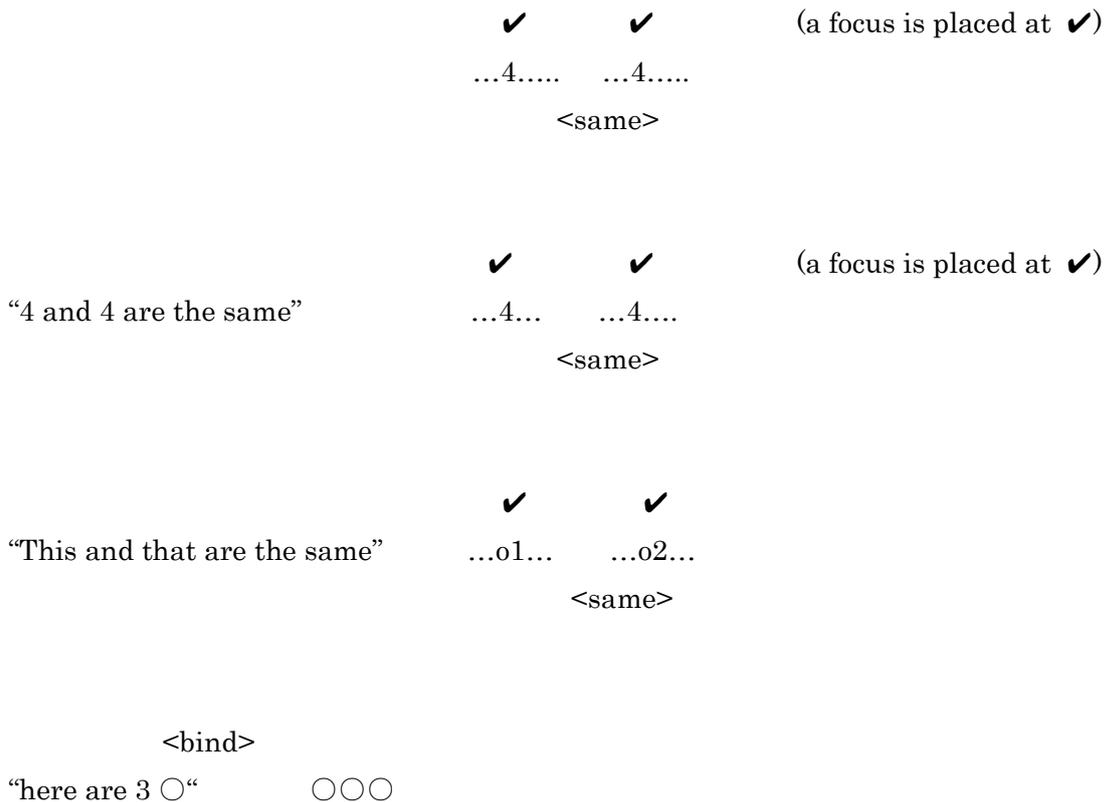 ✔ ✔ (a focus is placed at ✔)
…4….. …4…..
<same>
✔ ✔ (a focus is placed at ✔)
“4 and 4 are the same” …4… …4….
<same>
✔ ✔
“This and that are the same” …o1… …o2…
<same>
<bind>
“here are 3 ○“ ○○○